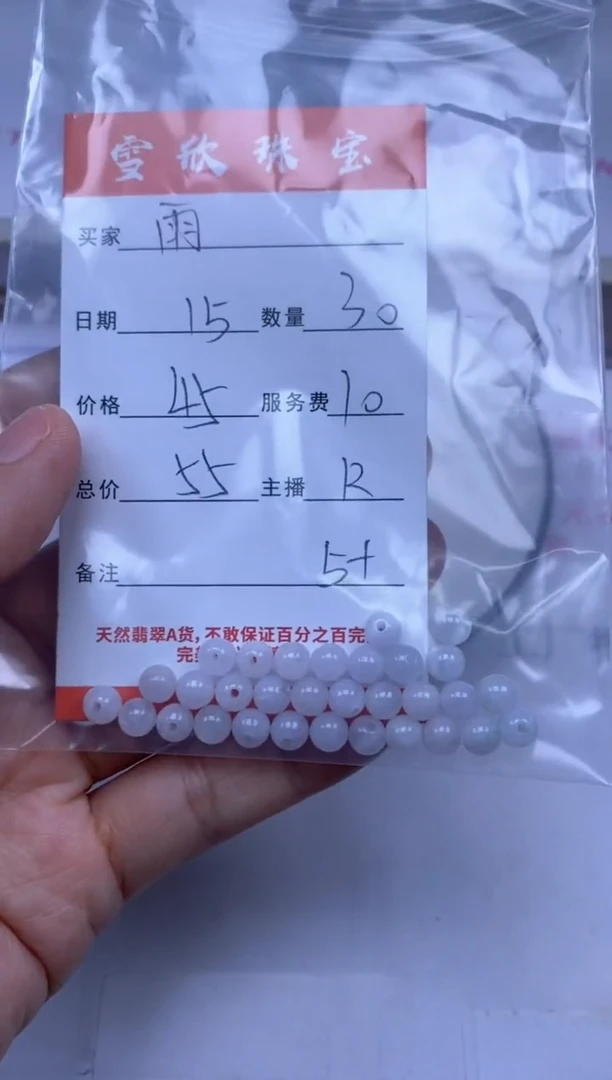 雪欣珠宝
买家 雨
日期 15 数量 30
价格 45 服务费 10
总价 55 主播 R
备注 5+
天然翡翠A货，不敢保证百分之百完
完